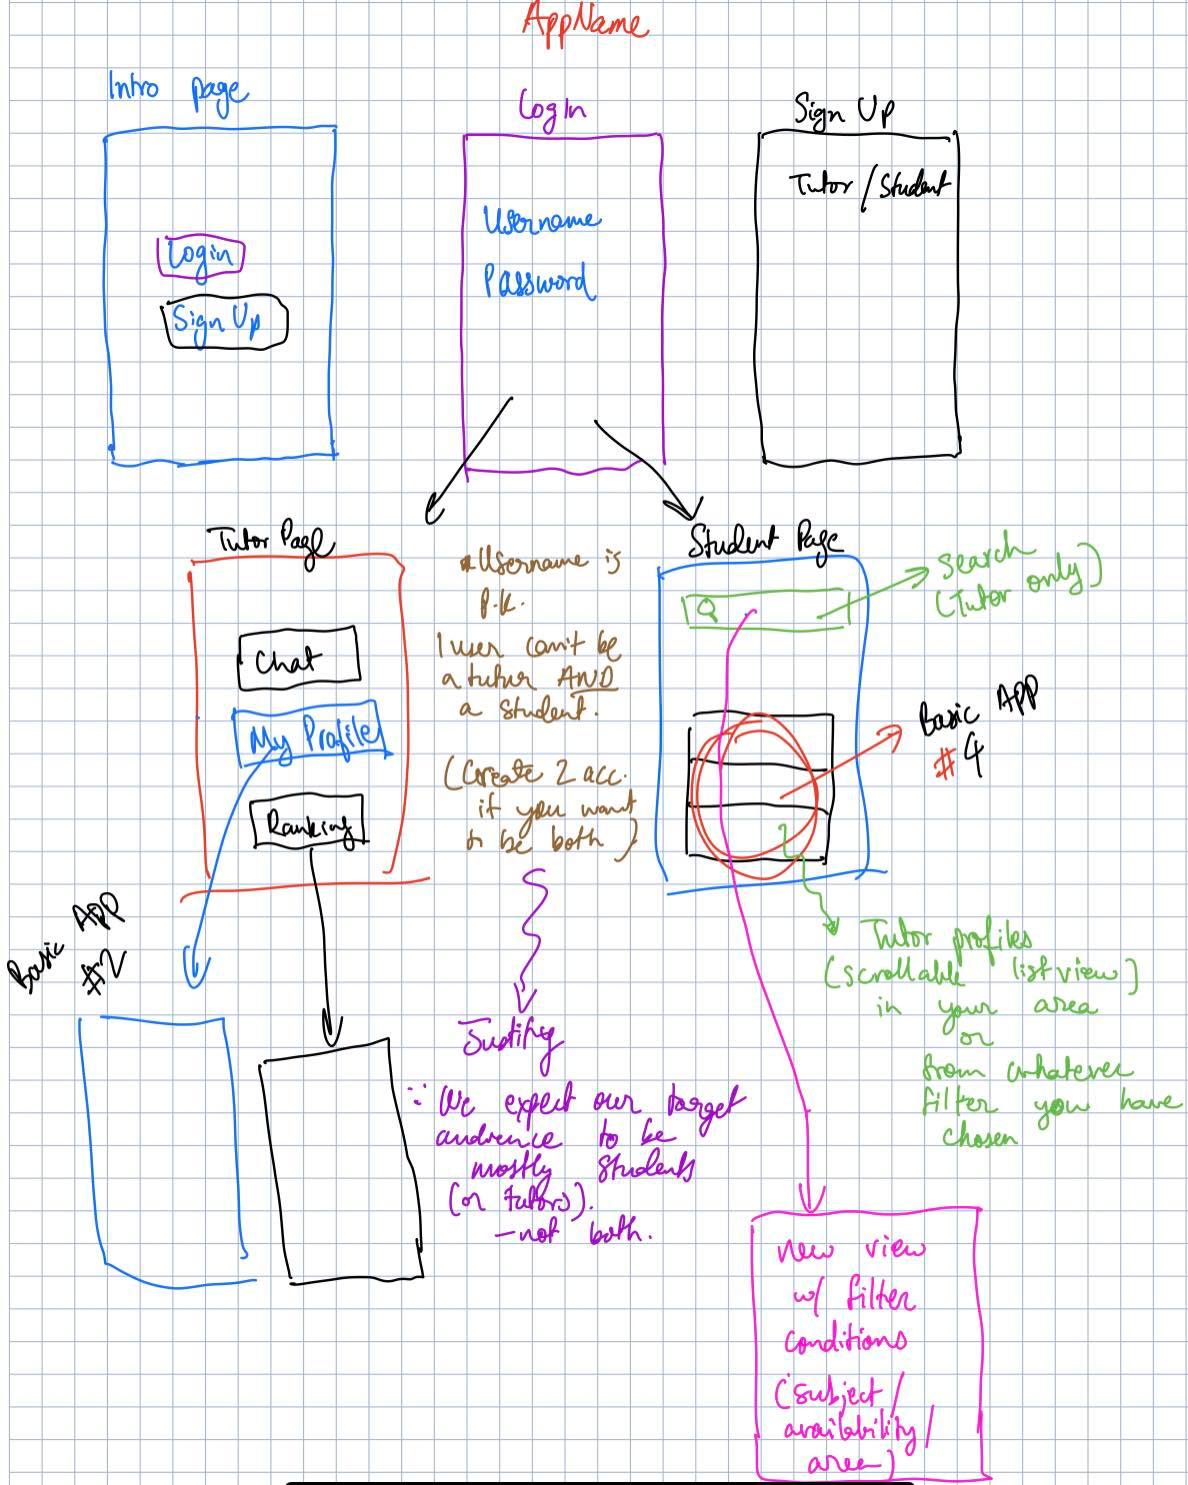 AppName
Intro page
Login
Sign Up
LogIn
Username
Password
Sign Up
Tutor / Student
Tutor Page
Chat
My Profile
Ranking
Basic APP
#2
*Username is
P.K.
1 user can't be
a tutor AND
a student.
(Create 2 acc.
if you want
to be both)
Justify
∵ We expect our target
audience to be
mostly students
(or tutors).
- not both.
Student Page
Search
(Tutor only)
Basic APP
#4
Tutor profiles
(scrollable listview)
in your area
or
from whatever
filter you have
chosen
new view
w/ filter
conditions
(subject /
availability /
area)